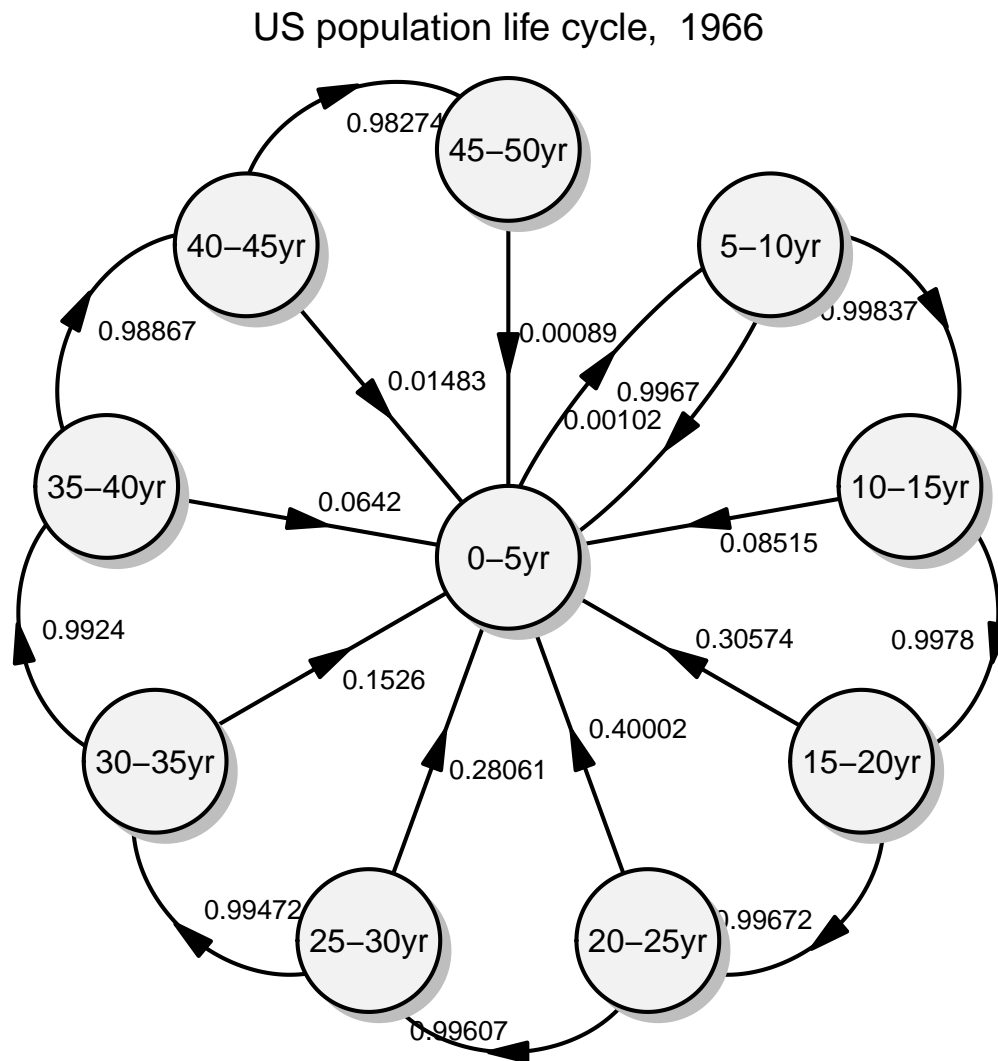 US population life cycle, 1966
0.98274
45−50yr
40−45yr
5−10yr
0.99837
0.98867
0.00089
0.01483
0.9967
0.00102
35−40yr
10−15yr
0.0642
0.08515
0−5yr
0.9924
0.30574
0.9978
0.1526
0.40002
30−35yr
0.28061
15−20yr
0.99472
0.99672
25−30yr
20−25yr
0.99607